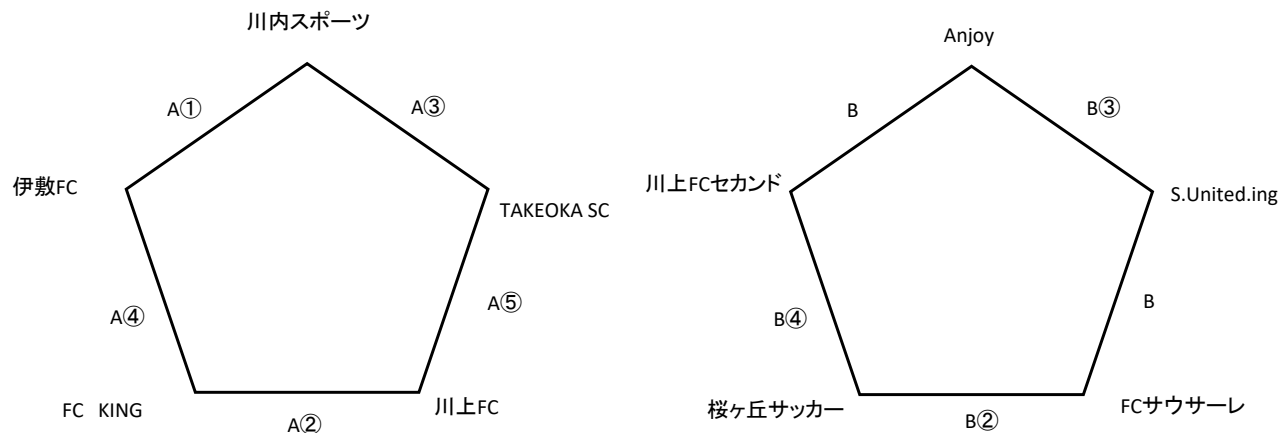 川内スポーツ
A①
A③
伊敷FC
TAKEOKA SC
A④
A⑤
FC KING
A②
川上FC
Anjoy
B
B③
川上FCセカンド
S.United.ing
B④
B
桜ヶ丘サッカー
B②
FCサウサーレ